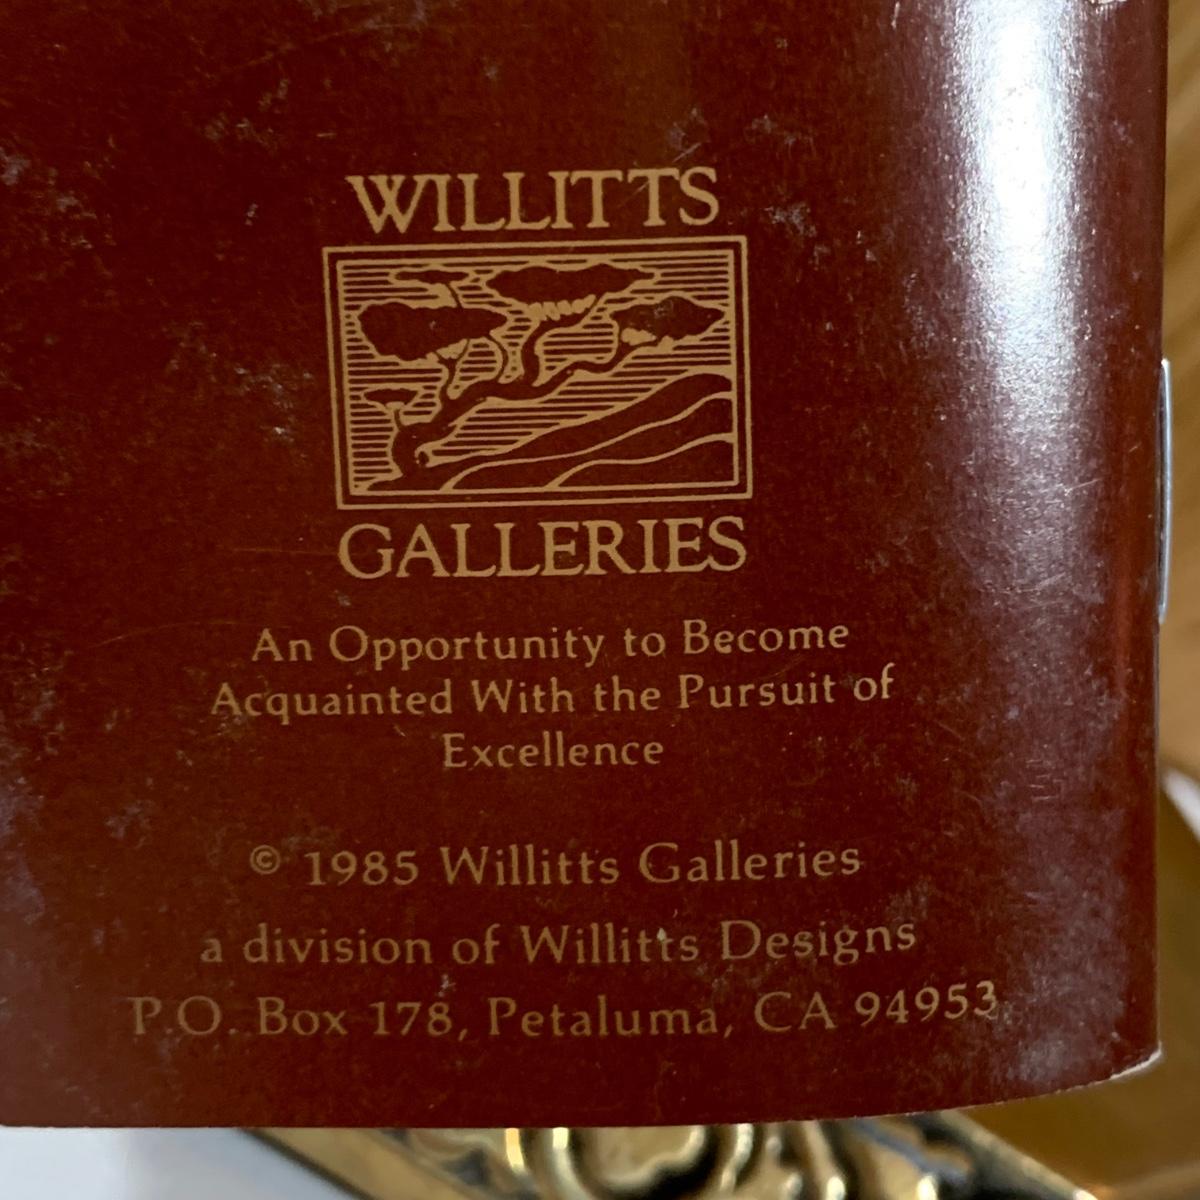 WILLITTS
GALLERIES
An Opportunity to Become
Acquainted With the Pursuit of
Excellence
© 1985 Willitts Galleries
a division of Willitts Designs
P.O. Box 178, Petaluma, CA 94953